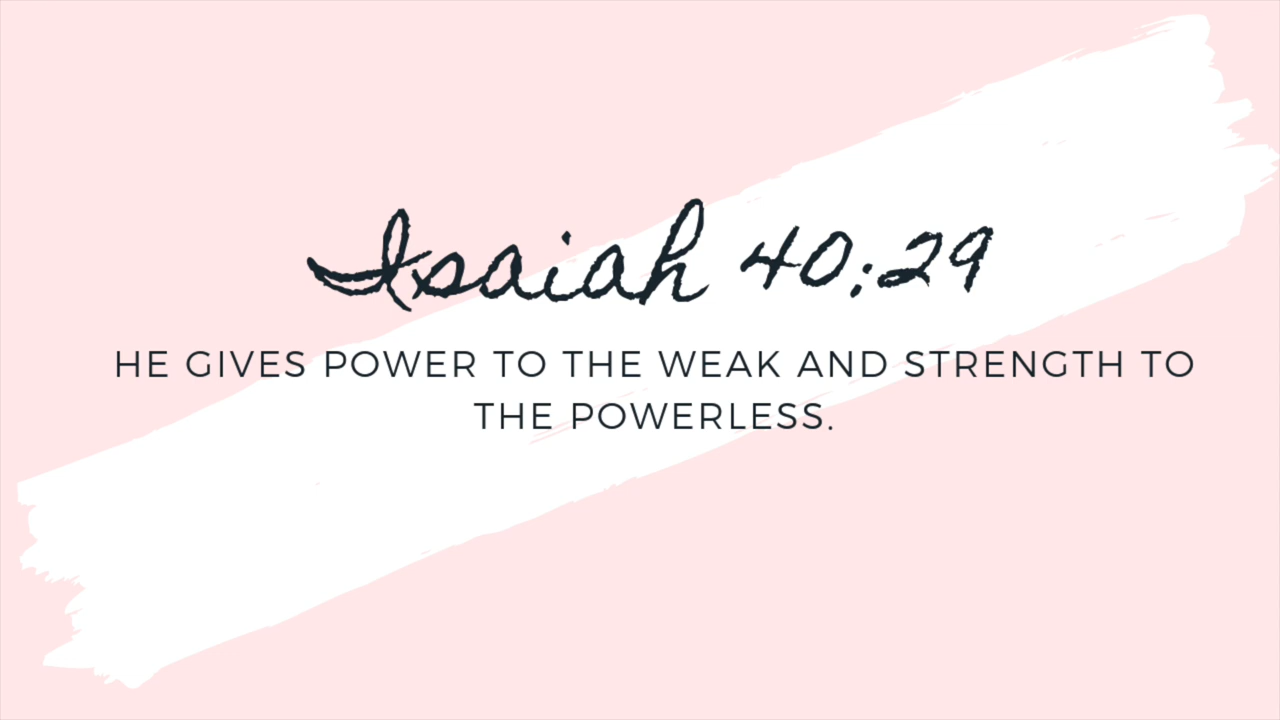 Isaiah 40:29
HE GIVES POWER TO THE WEAK AND STRENGTH TO
THE POWERLESS.